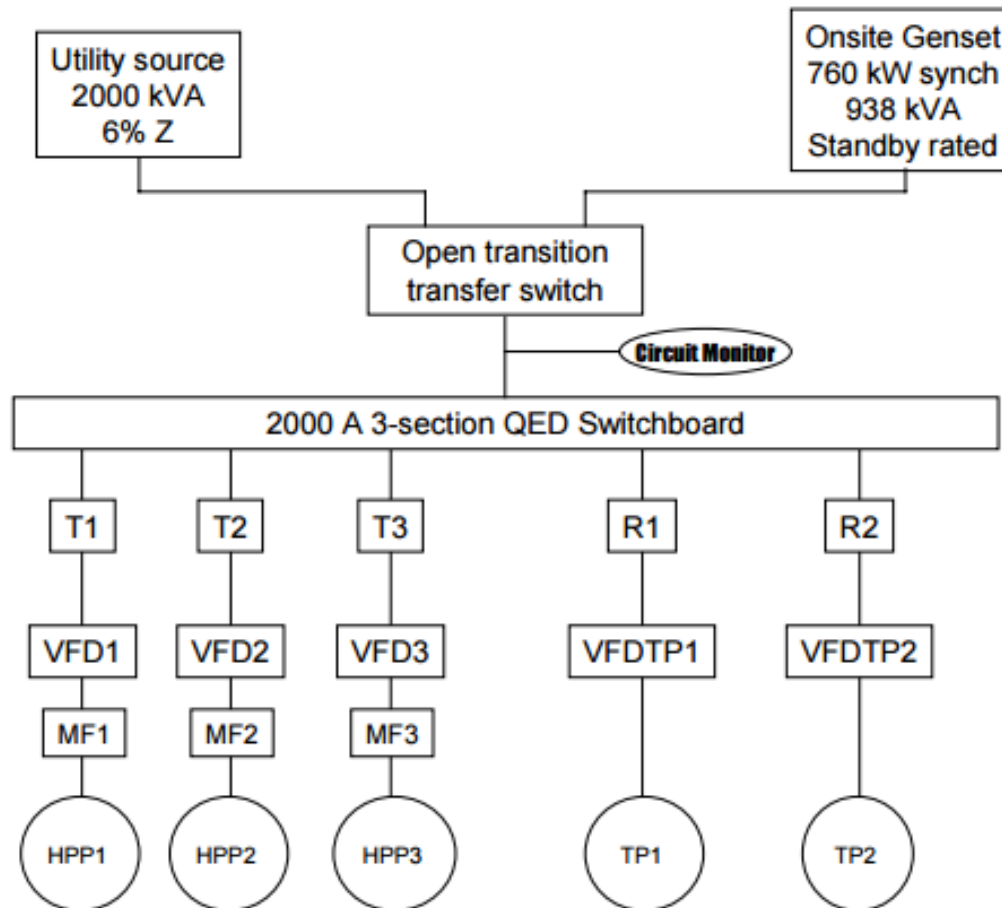 Utility source
2000 kVA
6% Z
Onsite Genset
760 kW synch
938 kVA
Standby rated
Open transition
transfer switch
Circuit Monitor
2000 A 3-section QED Switchboard
T1
T2
T3
R1
R2
VFD1
VFD2
VFD3
VFDTP1
VFDTP2
MF1
MF2
MF3
HPP1
HPP2
HPP3
TP1
TP2